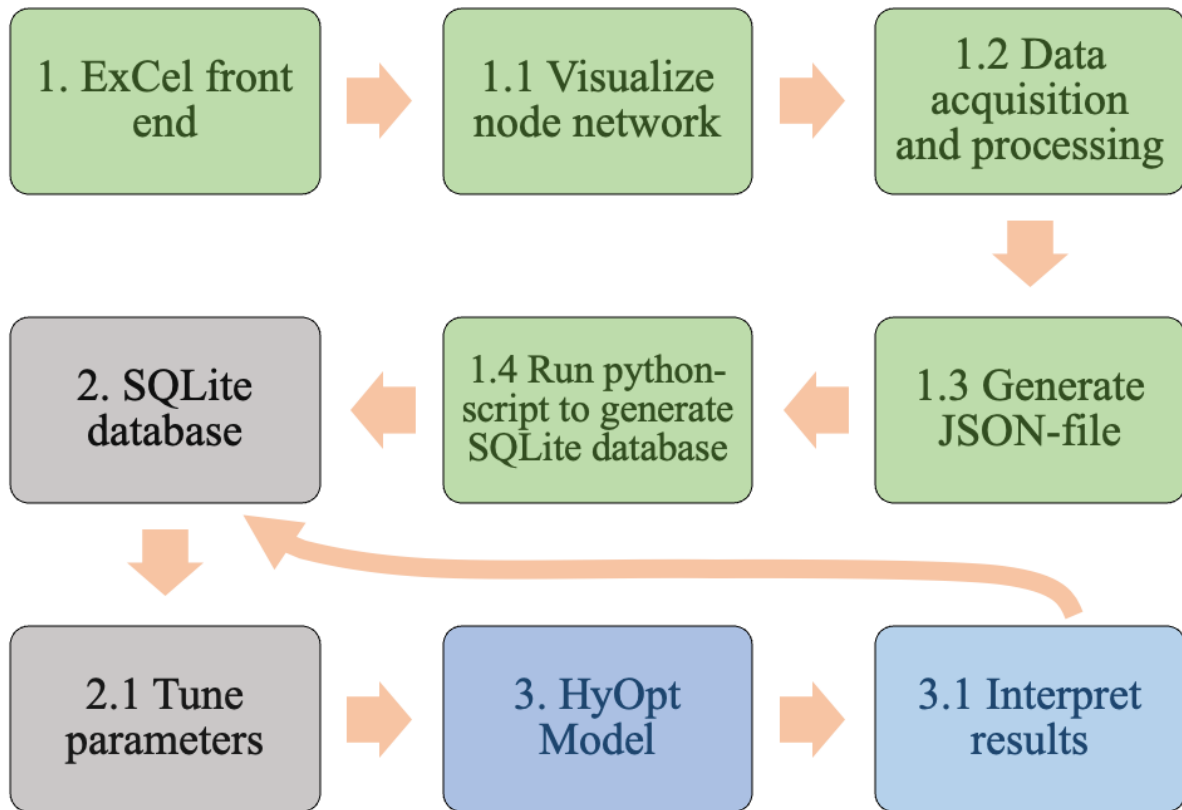 1. ExCel front
end
1.1 Visualize
node network
1.2 Data
acquisition
and processing
1.3 Generate
JSON-file
1.4 Run python-
script to generate
SQLite database
2. SQLite
database
2.1 Tune
parameters
3. HyOpt
Model
3.1 Interpret
results